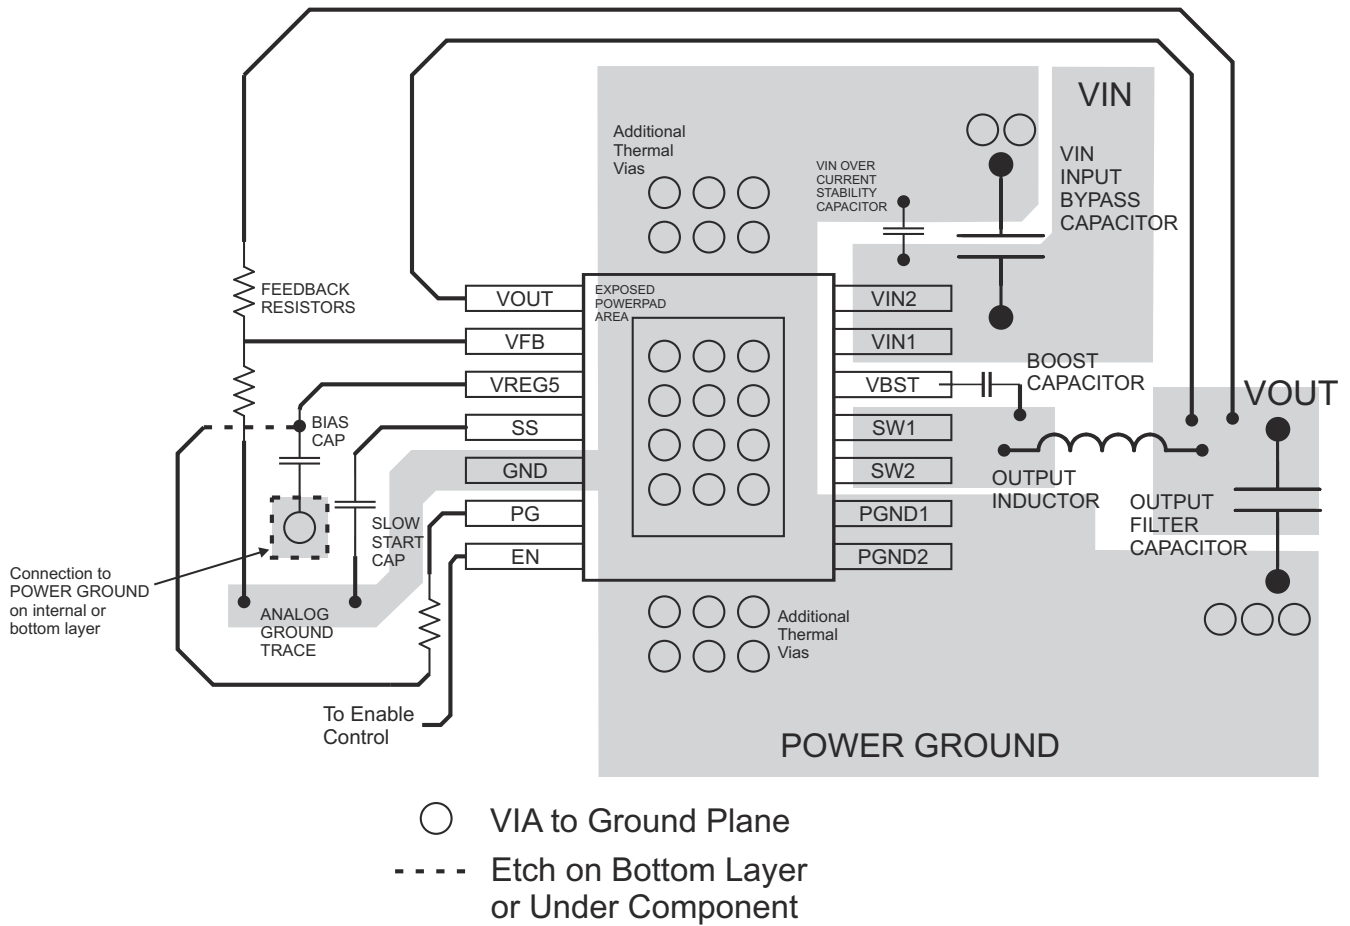 VIN
Additional
Thermal
Vias
VIN OVER
CURRENT
STABILITY
CAPACITOR
VIN
INPUT
BYPASS
CAPACITOR
FEEDBACK
RESISTORS
VOUT
EXPOSED
POWERPAD
AREA
VIN2
VFB
VIN1
VREG5
VBST
BOOST
CAPACITOR
VOUT
BIAS
CAP
SS
SW1
GND
SW2
OUTPUT
INDUCTOR
OUTPUT
FILTER
CAPACITOR
PG
PGND1
SLOW
START
CAP
EN
PGND2
Connection to
POWER GROUND
on internal or
bottom layer
ANALOG
GROUND
TRACE
Additional
Thermal
Vias
To Enable
Control
POWER GROUND
VIA to Ground Plane
Etch on Bottom Layer
or Under Component